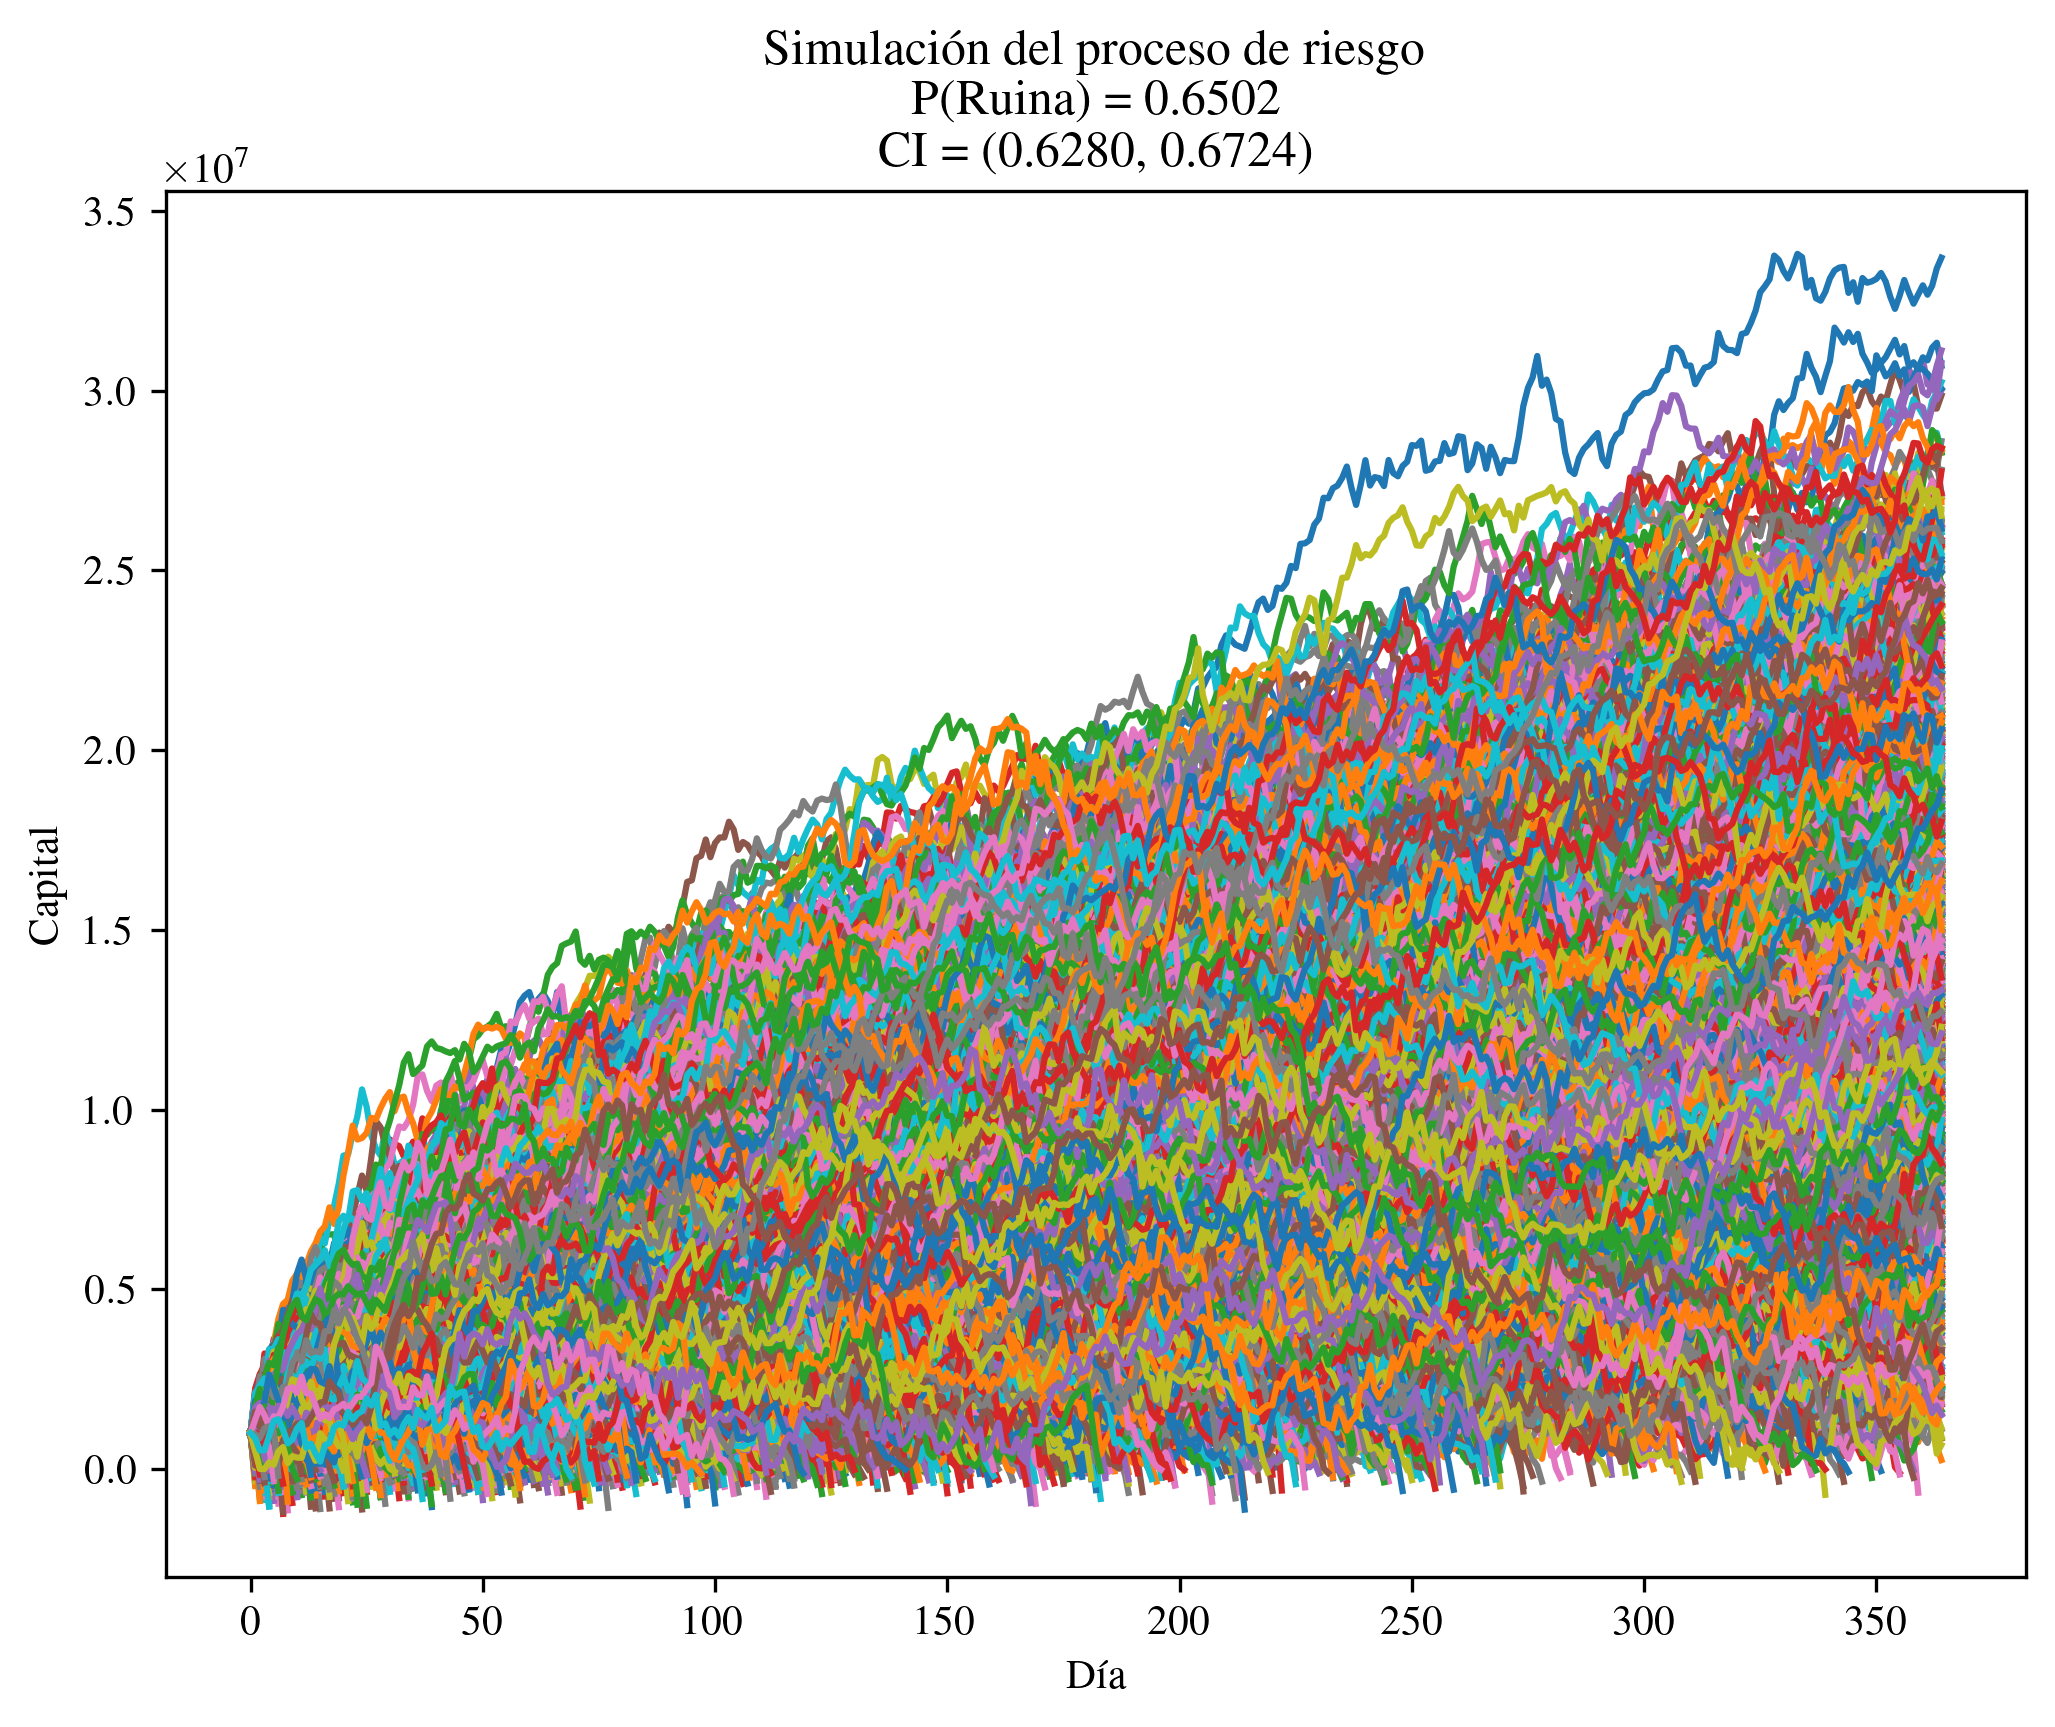 Simulación del proceso de riesgo
P(Ruina) = 0.6502
CI = (0.6280, 0.6724)
×10⁷
3.5
3.0
2.5
2.0
1.5
1.0
0.5
0.0
Capital
0 50 100 150 200 250 300 350
Día